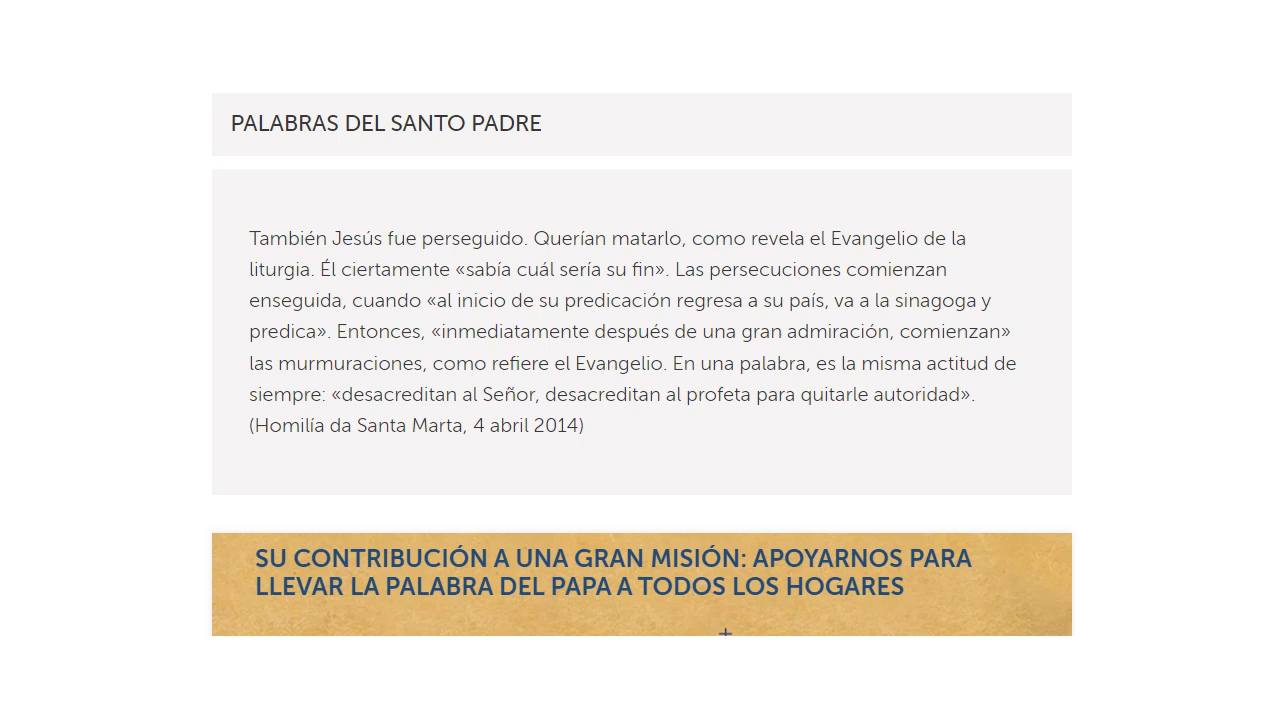 PALABRAS DEL SANTO PADRE
También Jesús fue perseguido. Querían matarlo, como revela el Evangelio de la
liturgia. Él ciertamente «sabía cuál sería su fin». Las persecuciones comienzan
enseguida, cuando «al inicio de su predicación regresa a su país, va a la sinagoga y
predica». Entonces, «inmediatamente después de una gran admiración, comienzan»
las murmuraciones, como refiere el Evangelio. En una palabra, es la misma actitud de
siempre: «desacreditan al Señor, desacreditan al profeta para quitarle autoridad».
(Homilía da Santa Marta, 4 abril 2014)
SU CONTRIBUCIÓN A UNA GRAN MISIÓN: APOYARNOS PARA
LLEVAR LA PALABRA DEL PAPA A TODOS LOS HOGARES